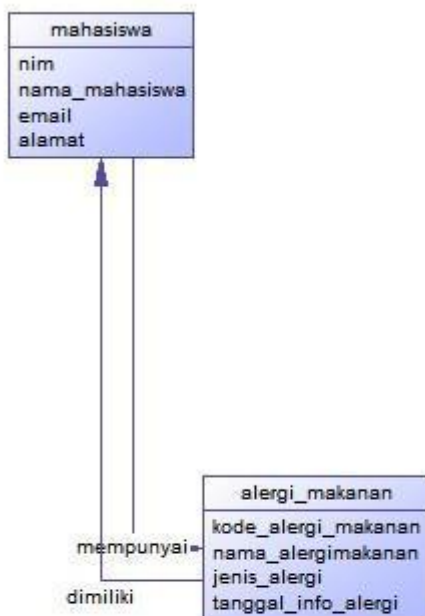 mahasiswa
nim
nama_mahasiswa
email
alamat
alergi_makanan
kode_alergi_makanan
nama_alergimakanan
jenis_alergi
tanggal_info_alergi
mempunyai
dimiliki